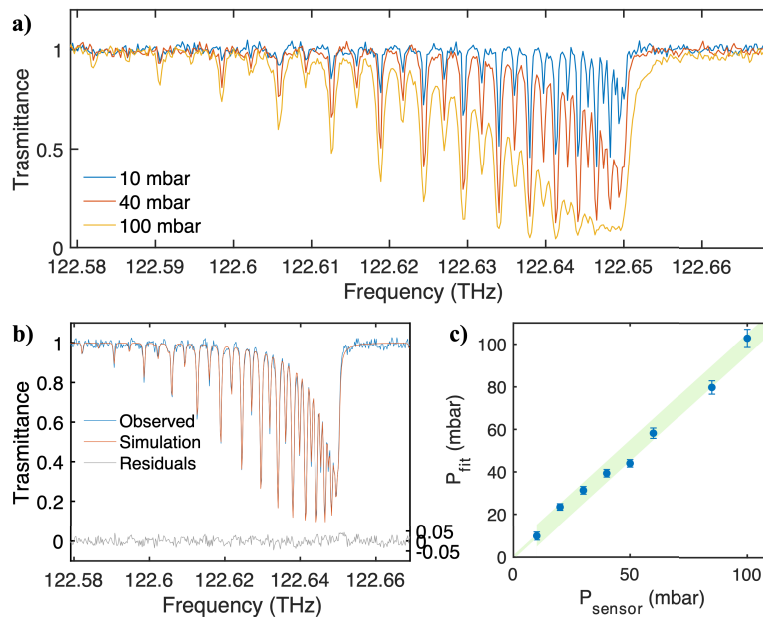 a)
Trasmittance
1
0.5
0
10 mbar
40 mbar
100 mbar
122.58 122.59 122.6 122.61 122.62 122.63 122.64 122.65 122.66
Frequency (THz)
b)
Trasmittance
1
0.8
0.6
0.4
0.2
0
Observed
Simulation
Residuals
0.05
0
-0.05
122.58 122.6 122.62 122.64 122.66
Frequency (THz)
c)
P_fit (mbar)
100
80
60
40
20
0
0 50 100
P_sensor (mbar)